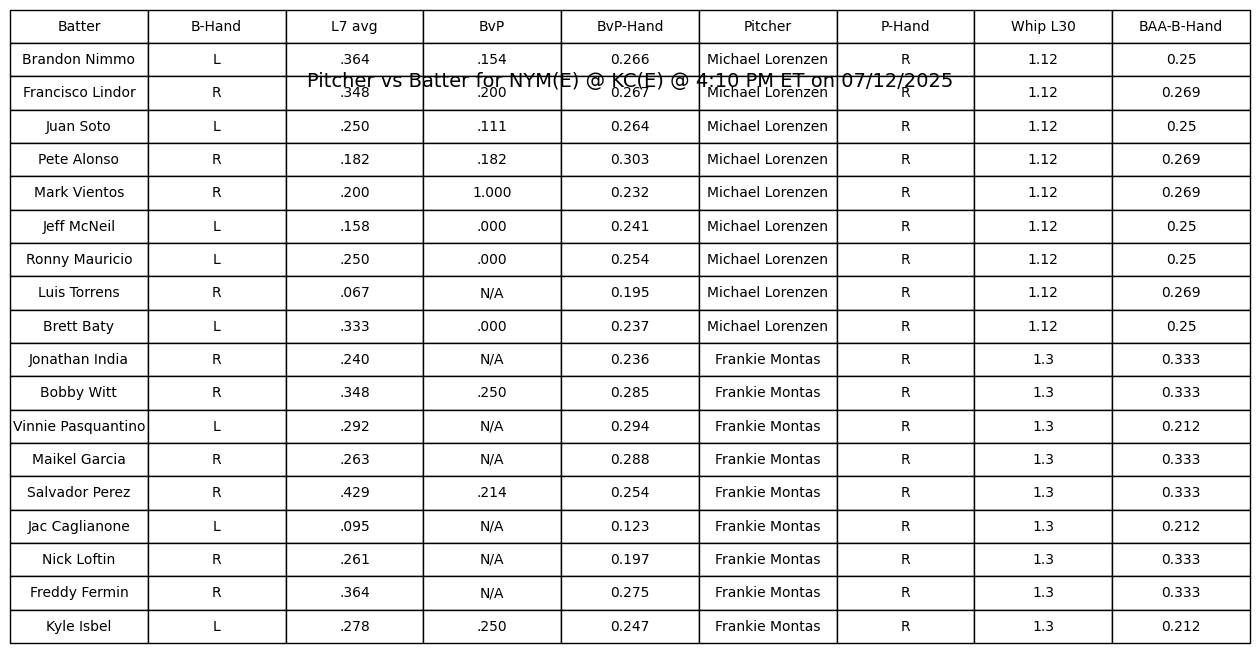 Batter B-Hand L7 avg BvP BvP-Hand Pitcher P-Hand Whip L30 BAA-B-Hand
Brandon Nimmo L .364 .154 0.266 Michael Lorenzen R 1.12 0.25
Pitcher vs Batter for NYM(E) @ KC(E) @ 4:10 PM ET on 07/12/2025
Francisco Lindor R .348 .200 0.267 Michael Lorenzen R 1.12 0.269
Juan Soto L .250 .111 0.264 Michael Lorenzen R 1.12 0.25
Pete Alonso R .182 .182 0.303 Michael Lorenzen R 1.12 0.269
Mark Vientos R .200 1.000 0.232 Michael Lorenzen R 1.12 0.269
Jeff McNeil L .158 .000 0.241 Michael Lorenzen R 1.12 0.25
Ronny Mauricio L .250 .000 0.254 Michael Lorenzen R 1.12 0.25
Luis Torrens R .067 N/A 0.195 Michael Lorenzen R 1.12 0.269
Brett Baty L .333 .000 0.237 Michael Lorenzen R 1.12 0.25
Jonathan India R .240 N/A 0.236 Frankie Montas R 1.3 0.333
Bobby Witt R .348 .250 0.285 Frankie Montas R 1.3 0.333
Vinnie Pasquantino L .292 N/A 0.294 Frankie Montas R 1.3 0.212
Maikel Garcia R .263 N/A 0.288 Frankie Montas R 1.3 0.333
Salvador Perez R .429 .214 0.254 Frankie Montas R 1.3 0.333
Jac Caglianone L .095 N/A 0.123 Frankie Montas R 1.3 0.212
Nick Loftin R .261 N/A 0.197 Frankie Montas R 1.3 0.333
Freddy Fermin R .364 N/A 0.275 Frankie Montas R 1.3 0.333
Kyle Isbel L .278 .250 0.247 Frankie Montas R 1.3 0.212